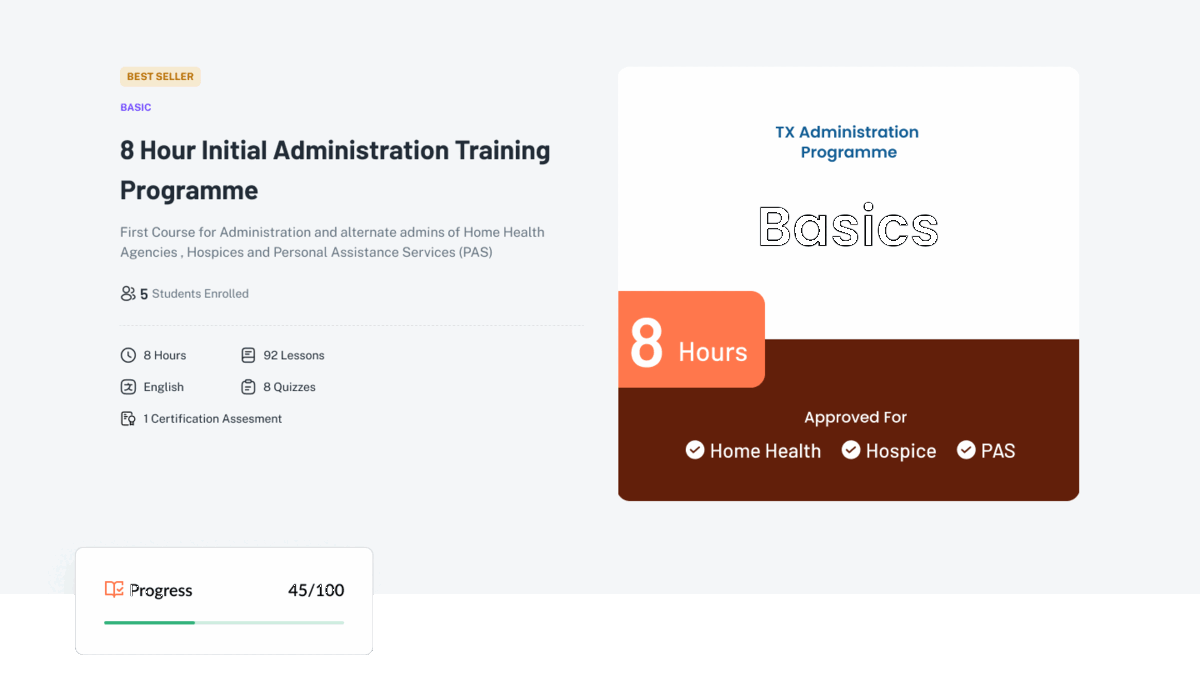 BEST SELLER
BASIC
8 Hour Initial Administration Training
Programme
First Course for Administration and alternate admins of Home Health
Agencies , Hospices and Personal Assistance Services (PAS)
5 Students Enrolled
8 Hours
92 Lessons
English
8 Quizzes
1 Certification Assesment
TX Administration
Programme
Basics
8 Hours
Approved For
Home Health
Hospice
PAS
Progress
45/100